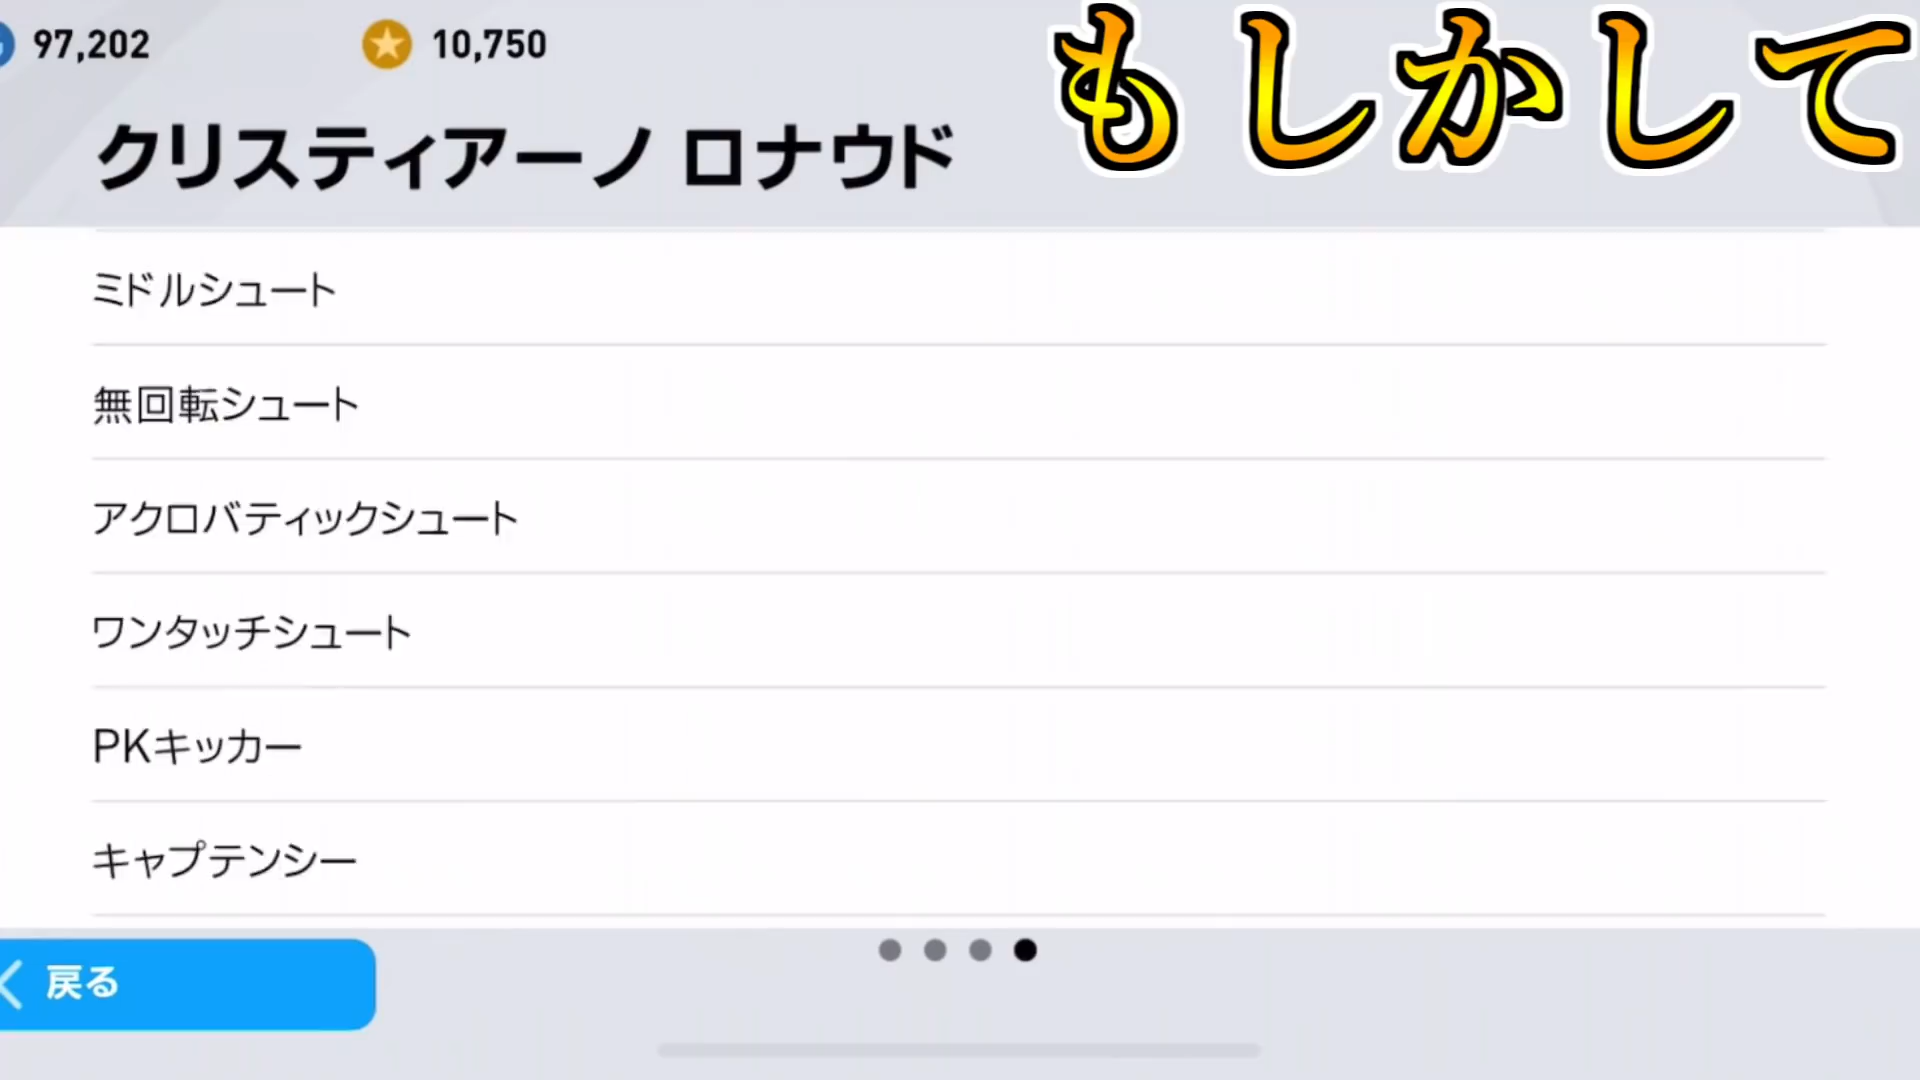 97,202 10,750
もしかして
クリスティアーノ ロナウド
ミドルシュート
無回転シュート
アクロバティックシュート
ワンタッチシュート
PKキッカー
キャプテンシー
戻る